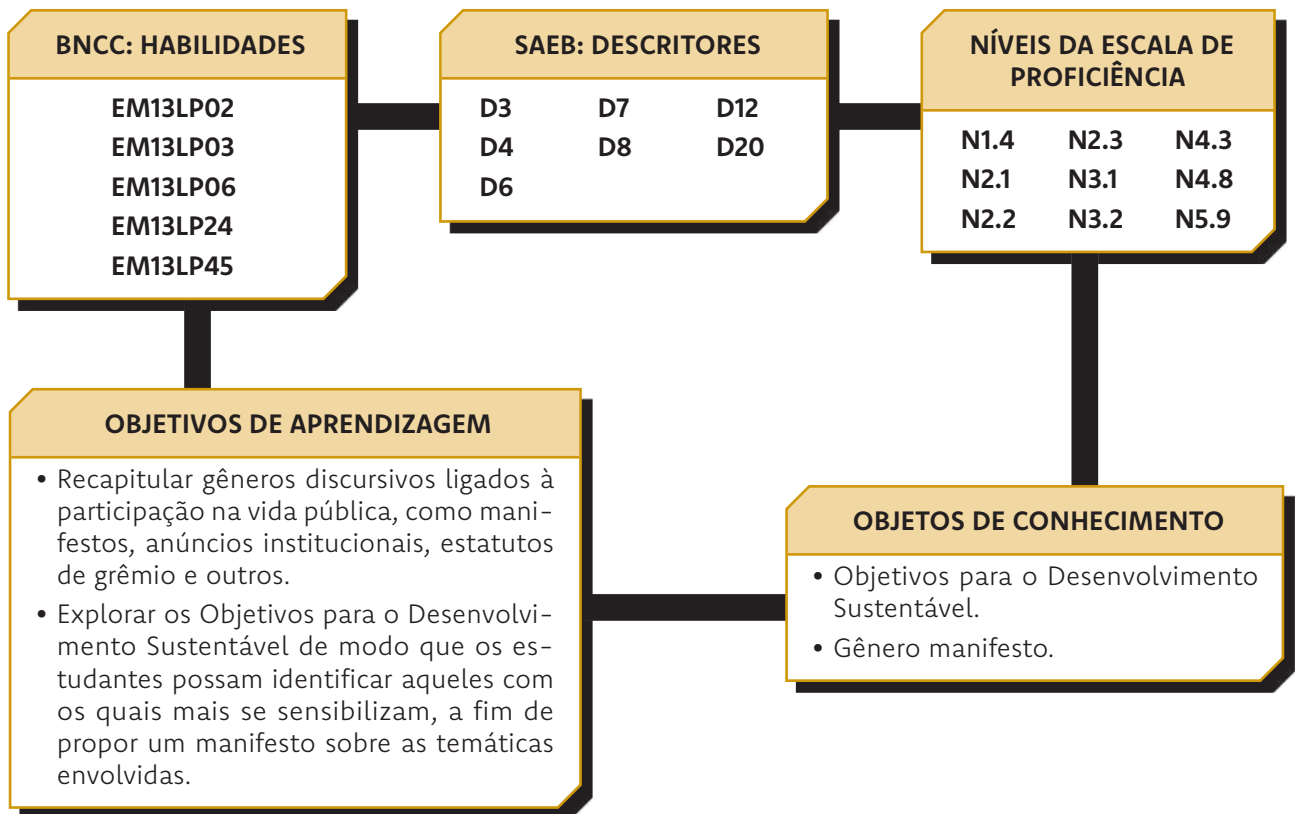 BNCC: HABILIDADES
EM13LP02
EM13LP03
EM13LP06
EM13LP24
EM13LP45
SAEB: DESCRITORES
D3 D7 D12
D4 D8 D20
D6
NÍVEIS DA ESCALA DE
PROFICIÊNCIA
N1.4 N2.3 N4.3
N2.1 N3.1 N4.8
N2.2 N3.2 N5.9
OBJETIVOS DE APRENDIZAGEM
• Recapitular gêneros discursivos ligados à
participação na vida pública, como mani-
festos, anúncios institucionais, estatutos
de grêmio e outros.
• Explorar os Objetivos para o Desenvolvi-
mento Sustentável de modo que os es-
tudantes possam identificar aqueles com
os quais mais se sensibilizam, a fim de
propor um manifesto sobre as temáticas
envolvidas.
OBJETOS DE CONHECIMENTO
• Objetivos para o Desenvolvimento
Sustentável.
• Gênero manifesto.